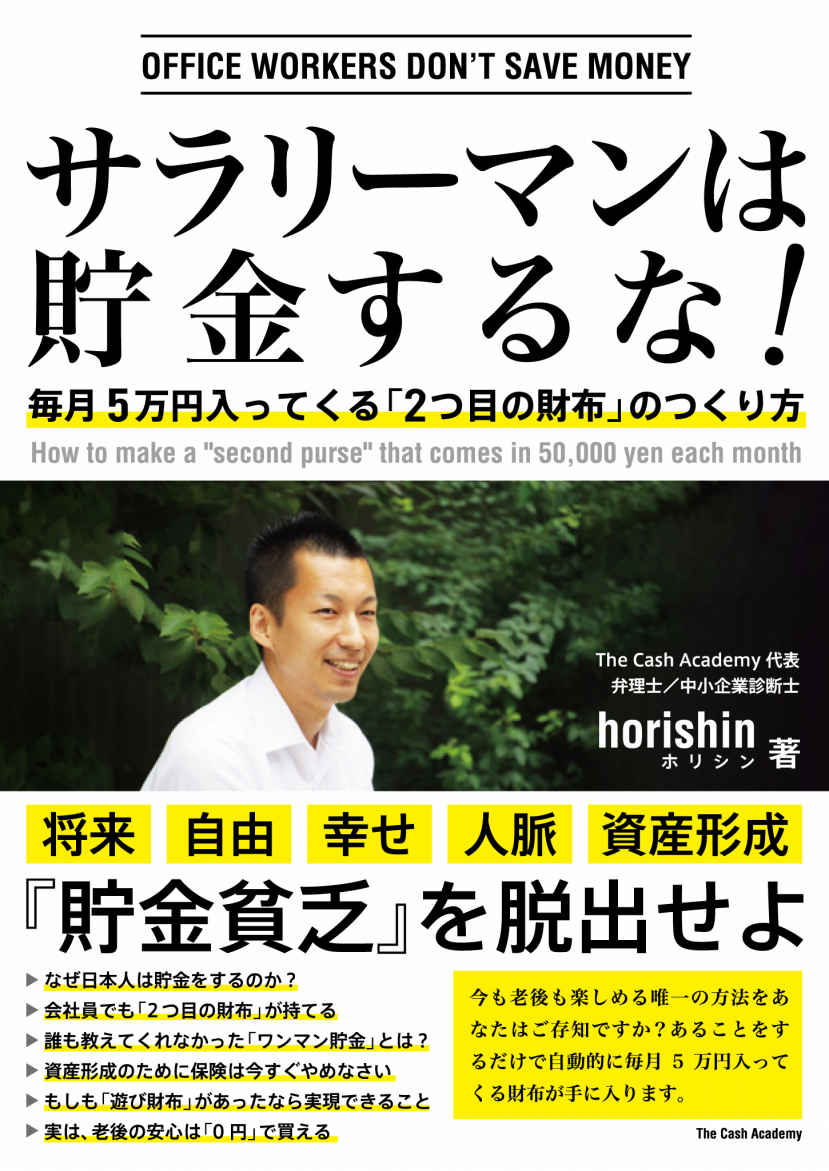 OFFICE WORKERS DON'T SAVE MONEY
サラリーマンは
貯金するな!
毎月5万円入ってくる「2つ目の財布」のつくり方
How to make a "second purse" that comes in 50,000 yen each month
The Cash Academy 代表
弁理士/中小企業診断士
horishin 著
ホリシン
将来 自由 幸せ 人脈 資産形成
『貯金貧乏』を脱出せよ
▶ なぜ日本人は貯金をするのか?
▶ 会社員でも「2つ目の財布」が持てる
▶ 誰も教えてくれなかった「ワンマン貯金」とは?
▶ 資産形成のために保険は今すぐやめなさい
▶ もしも「遊び財布」があったなら実現できること
▶ 実は、老後の安心は「0円」で買える
今も老後も楽しめる唯一の方法をあ
なたはご存知ですか?あることをす
るだけで自動的に毎月 5 万円入って
くる財布が手に入ります。
The Cash Academy